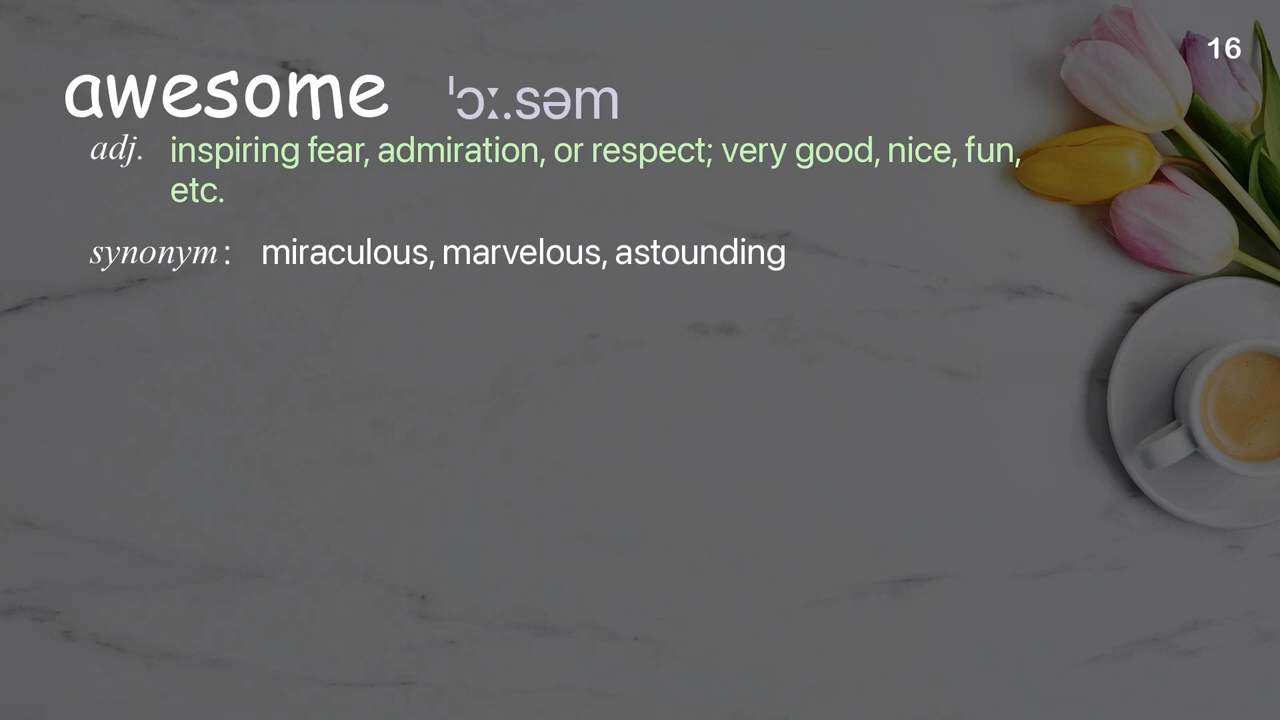 16
awesome ˈɔː.səm
adj. inspiring fear, admiration, or respect; very good, nice, fun,
etc.
synonym : miraculous, marvelous, astounding